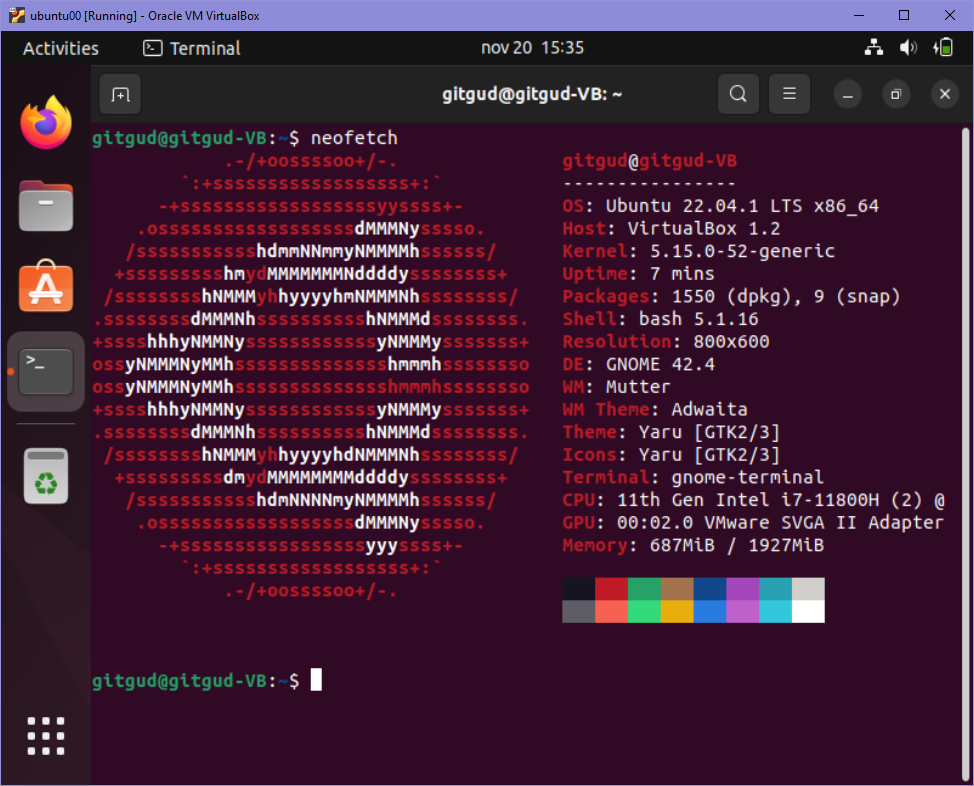 ubuntu00 [Running] - Oracle VM VirtualBox
Activities Terminal nov 20 15:35
gitgud@gitgud-VB: ~
gitgud@gitgud-VB:~$ neofetch
.-/+oossssoo+/-. gitgud@gitgud-VB
`:+ssssssssssssssssss+:` ----------------
-+ssssssssssssssssssyyssss+- OS: Ubuntu 22.04.1 LTS x86_64
.ossssssssssssssssssdMMMNysssso. Host: VirtualBox 1.2
/ssssssssssshdmmNNmmyNMMMMhssssss/ Kernel: 5.15.0-52-generic
+ssssssssshmydMMMMMMMNddddyssssssss+ Uptime: 7 mins
/sssssssshNMMMyhhyyyyhmNMMMNhssssssss/ Packages: 1550 (dpkg), 9 (snap)
.ssssssssdMMMNhsssssssssshNMMMdssssssss. Shell: bash 5.1.16
+sssshhhyNMMNyssssssssssssyNMMMysssssss+ Resolution: 800x600
ossyNMMMNyMMhsssssssssssssshmmmhssssssso DE: GNOME 42.4
ossyNMMMNyMMhsssssssssssssshmmmhssssssso WM: Mutter
+sssshhhyNMMNyssssssssssssyNMMMysssssss+ WM Theme: Adwaita
.ssssssssdMMMNhsssssssssshNMMMdssssssss. Theme: Yaru [GTK2/3]
/sssssssshNMMMyhhyyyyhdNMMMNhssssssss/ Icons: Yaru [GTK2/3]
+sssssssssdmydMMMMMMMMddddyssssssss+ Terminal: gnome-terminal
/ssssssssssshdmNNNNmyNMMMMhssssss/ CPU: 11th Gen Intel i7-11800H (2) @
.ossssssssssssssssssdMMMNysssso. GPU: 00:02.0 VMware SVGA II Adapter
-+sssssssssssssssssyyyssss+- Memory: 687MiB / 1927MiB
`:+ssssssssssssssssss+:`
.-/+oossssoo+/-.
gitgud@gitgud-VB:~$